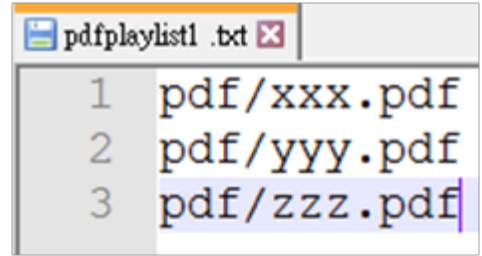 pdfplaylist1 .txt
1 pdf/xxx.pdf
2 pdf/yyy.pdf
3 pdf/zzz.pdf